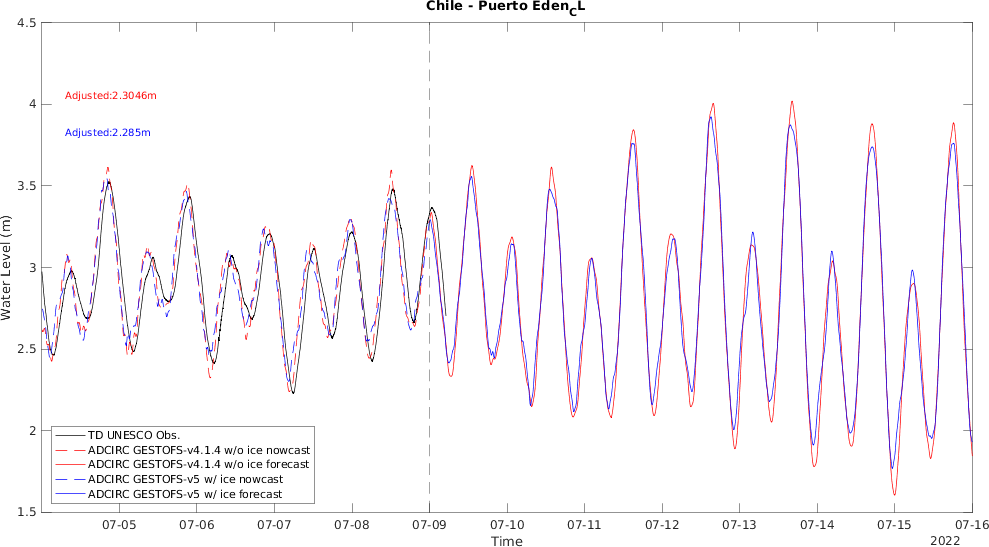 Chile - Puerto Eden_CL
4.5
4
3.5
3
2.5
2
1.5
Water Level (m)
Adjusted:2.3046m
Adjusted:2.285m
TD UNESCO Obs.
ADCIRC GESTOFS-v4.1.4 w/o ice nowcast
ADCIRC GESTOFS-v4.1.4 w/o ice forecast
ADCIRC GESTOFS-v5 w/ ice nowcast
ADCIRC GESTOFS-v5 w/ ice forecast
07-05 07-06 07-07 07-08 07-09 07-10 07-11 07-12 07-13 07-14 07-15 07-16
Time
2022